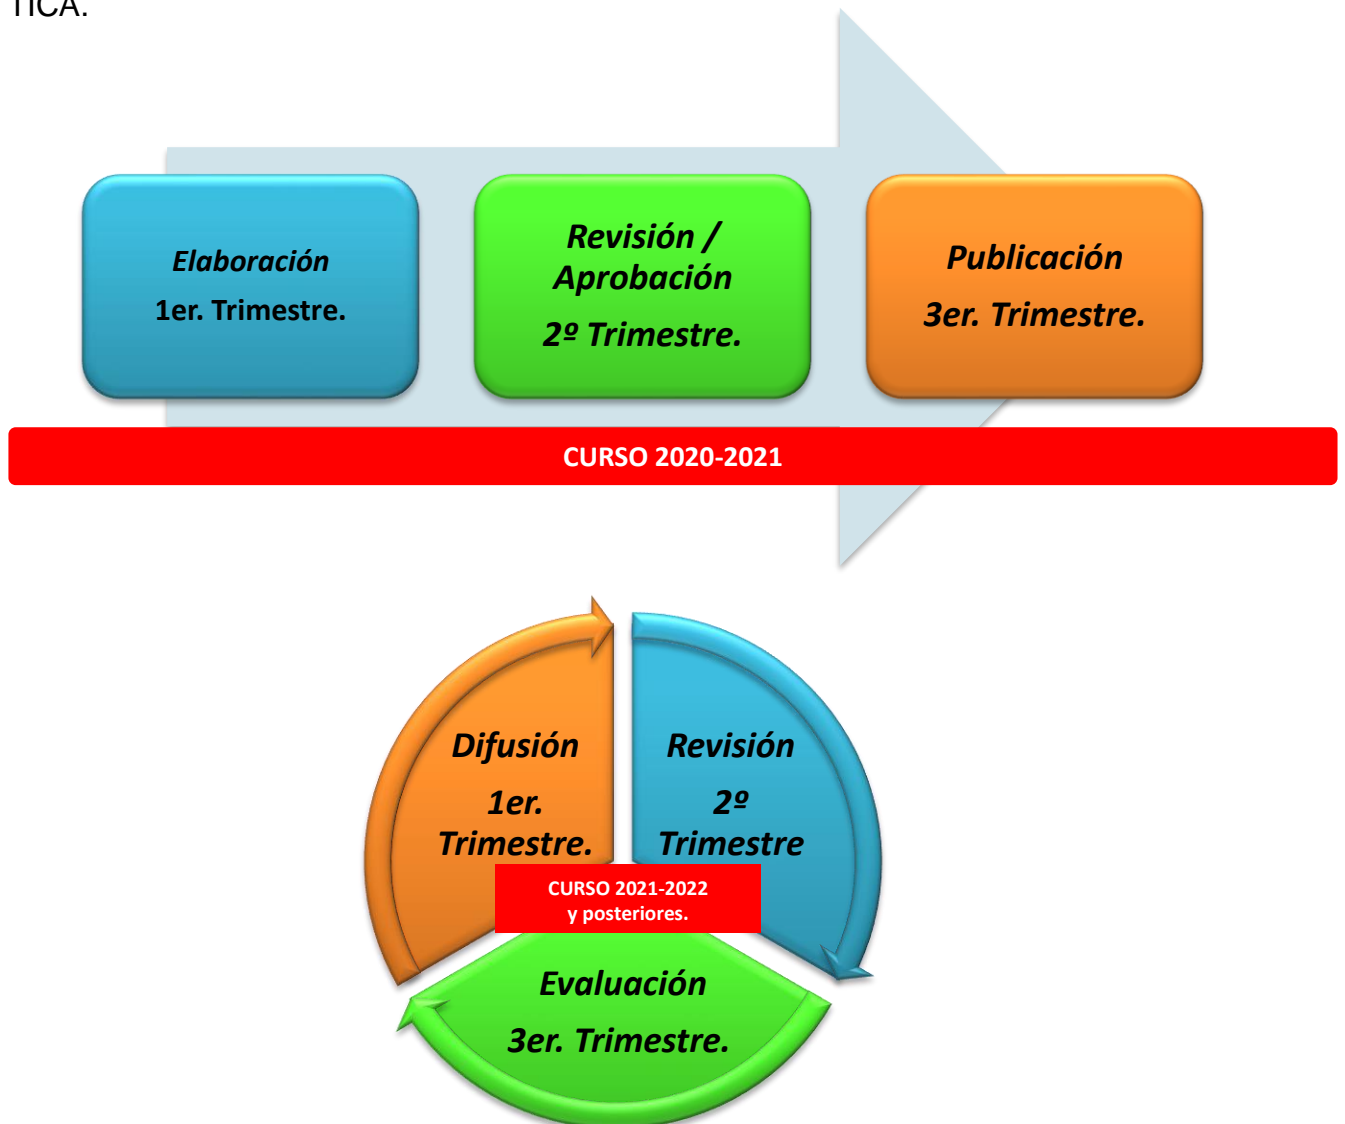 TICA.
Elaboración
1er. Trimestre.
Revisión /
Aprobación
2º Trimestre.
Publicación
3er. Trimestre.
CURSO 2020-2021
Difusión
1er.
Trimestre.
Revisión
2º
Trimestre
CURSO 2021-2022
y posteriores.
Evaluación
3er. Trimestre.